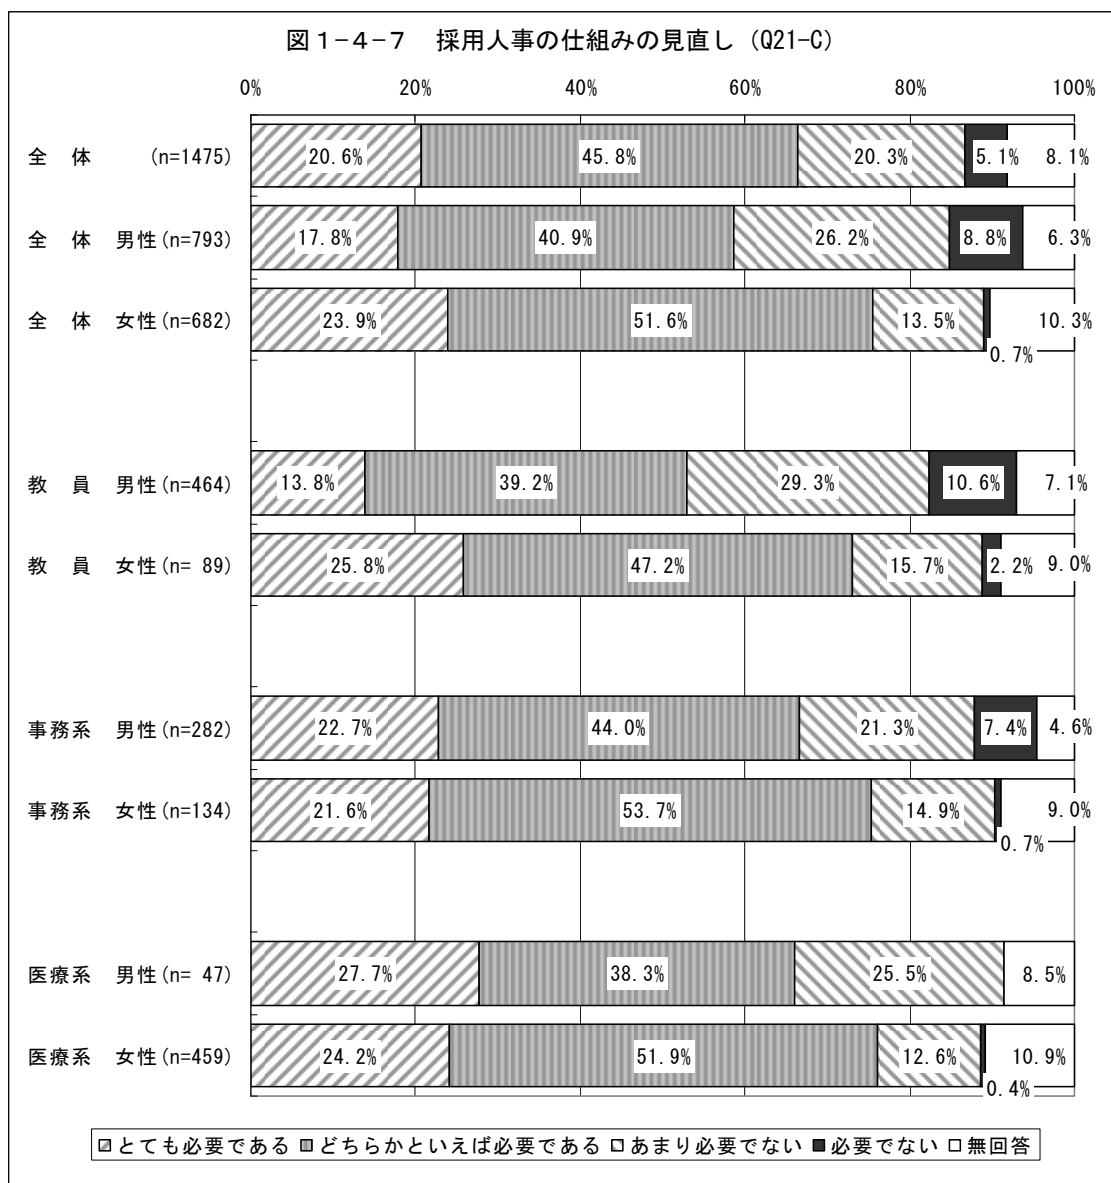 図1-4-7 採用人事の仕組みの見直し (Q21-C)
0% 20% 40% 60% 80% 100%
全 体 (n=1475) 20.6% 45.8% 20.3% 5.1% 8.1%
全 体 男性(n=793) 17.8% 40.9% 26.2% 8.8% 6.3%
全 体 女性(n=682) 23.9% 51.6% 13.5% 0.7% 10.3%
教 員 男性(n=464) 13.8% 39.2% 29.3% 10.6% 7.1%
教 員 女性(n= 89) 25.8% 47.2% 15.7% 2.2% 9.0%
事務系 男性(n=282) 22.7% 44.0% 21.3% 7.4% 4.6%
事務系 女性(n=134) 21.6% 53.7% 14.9% 0.7% 9.0%
医療系 男性(n= 47) 27.7% 38.3% 25.5% 8.5%
医療系 女性(n=459) 24.2% 51.9% 12.6% 0.4% 10.9%
とても必要である どちらかといえば必要である あまり必要でない 必要でない 無回答